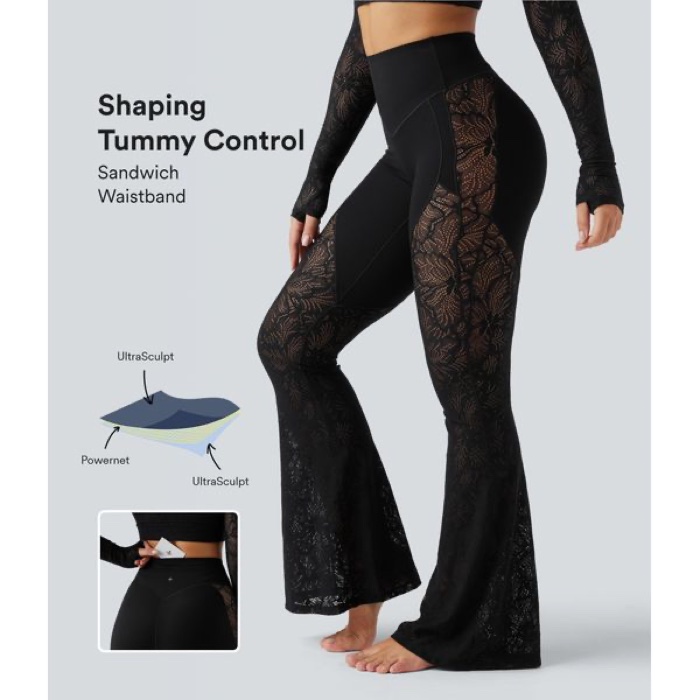 Shaping
Tummy Control
Sandwich
Waistband
UltraSculpt
Powernet
UltraSculpt